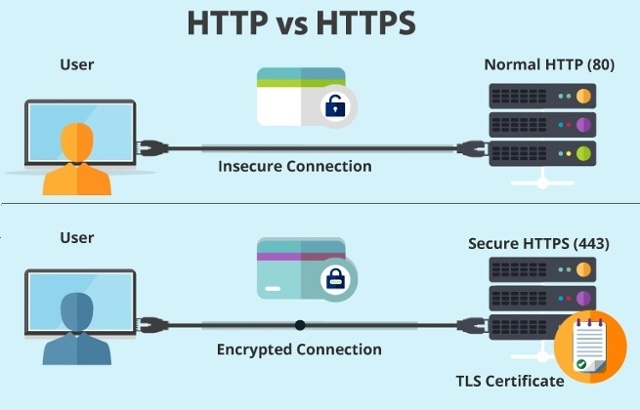 HTTP vs HTTPS
User
Normal HTTP (80)
Insecure Connection
User
Secure HTTPS (443)
Encrypted Connection
TLS Certificate